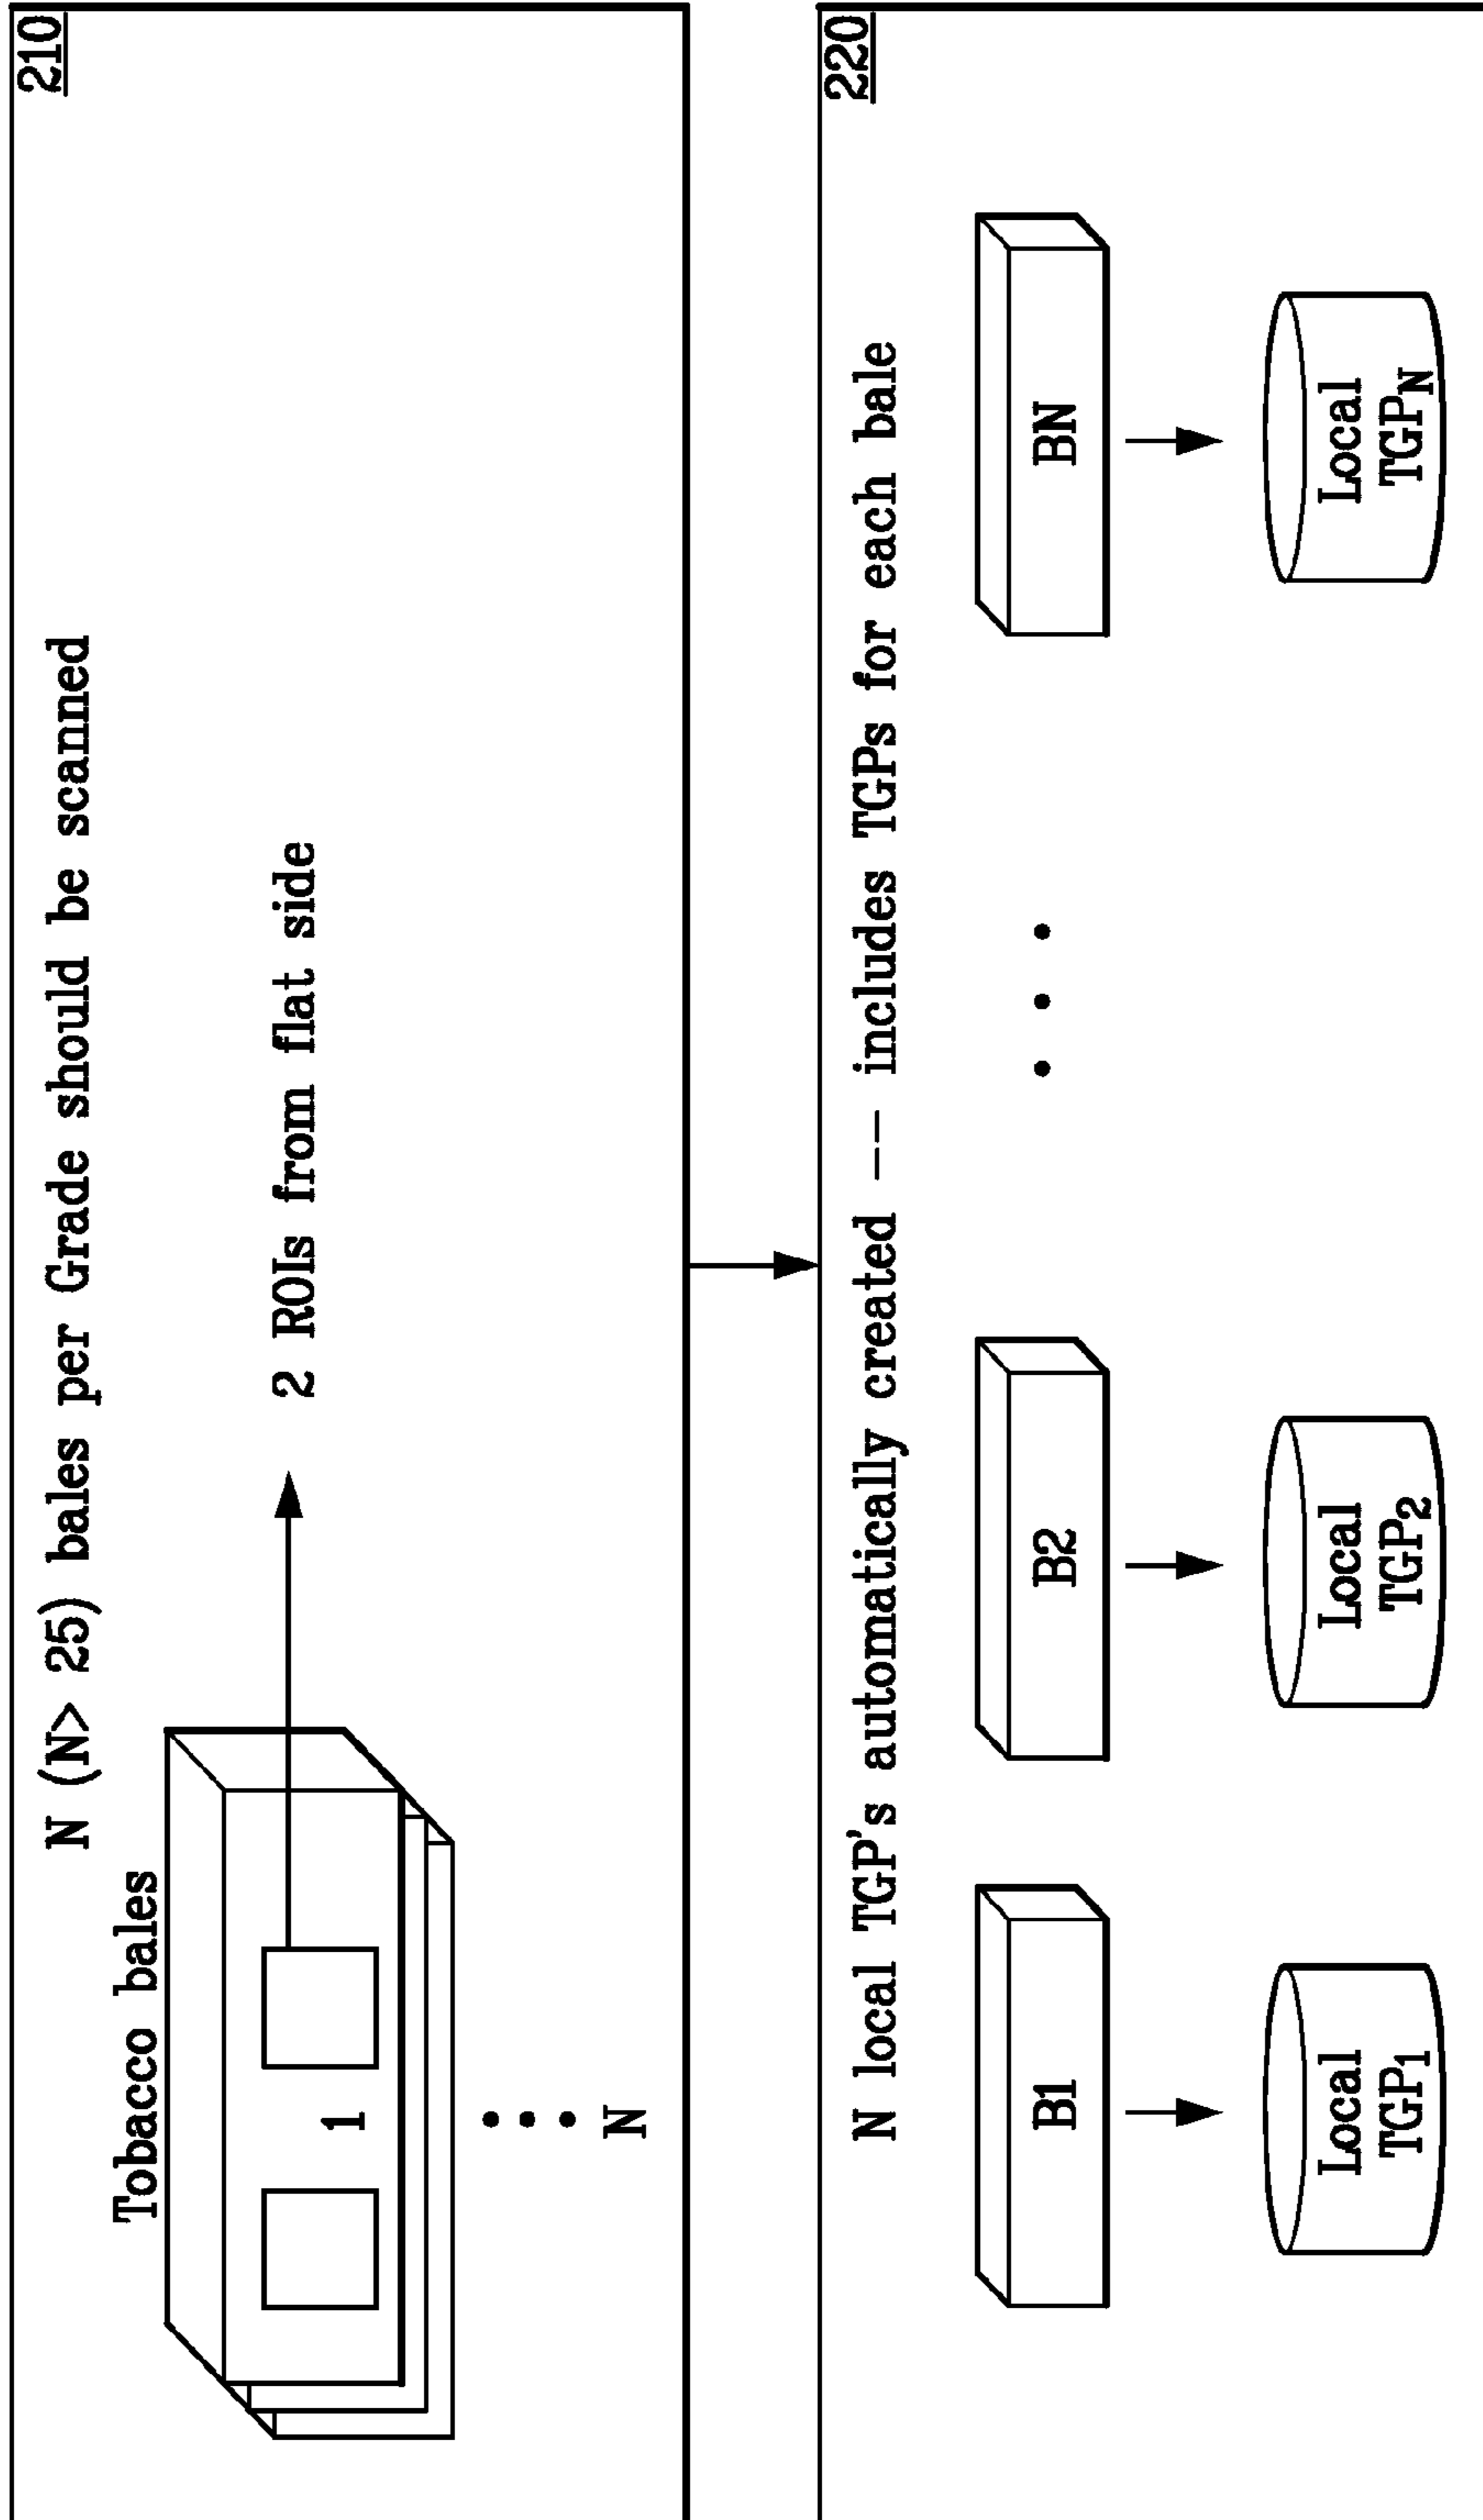 210
N (N> 25) bales per Grade should be scanned
Tobacco bales
2 ROIs from flat side
1
N
220
N local TGP's automatically created -- includes TGPs for each bale
B1
B2
BN
Local
TGP1
Local
TGP2
Local
TGPN